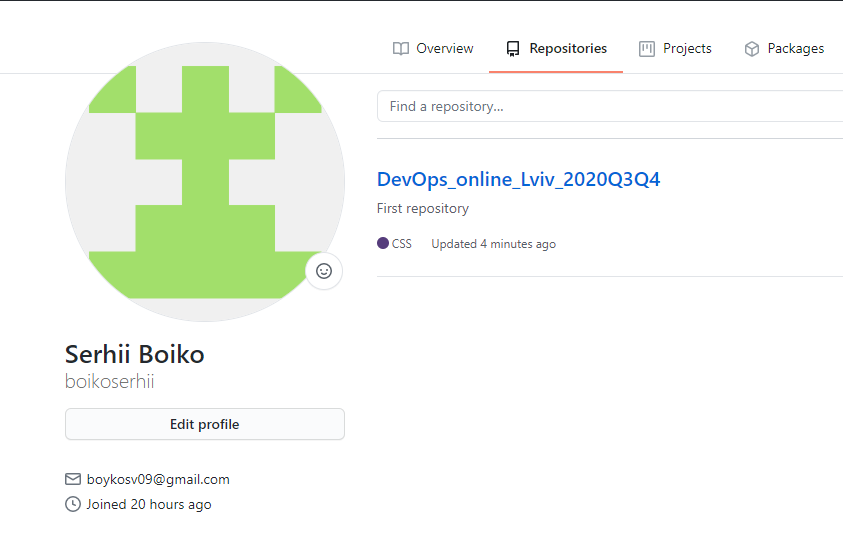 Overview Repositories Projects Packages
Find a repository...
DevOps_online_Lviv_2020Q3Q4
First repository
CSS Updated 4 minutes ago
Serhii Boiko
boikoserhii
Edit profile
boykosv09@gmail.com
Joined 20 hours ago